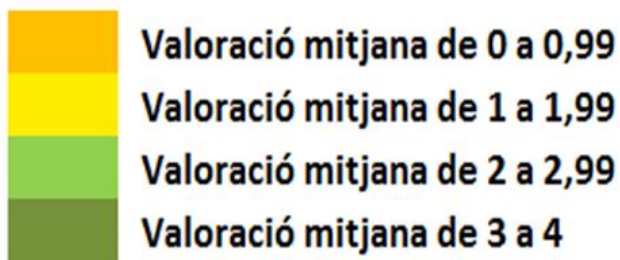 Valoració mitjana de 0 a 0,99
Valoració mitjana de 1 a 1,99
Valoració mitjana de 2 a 2,99
Valoració mitjana de 3 a 4